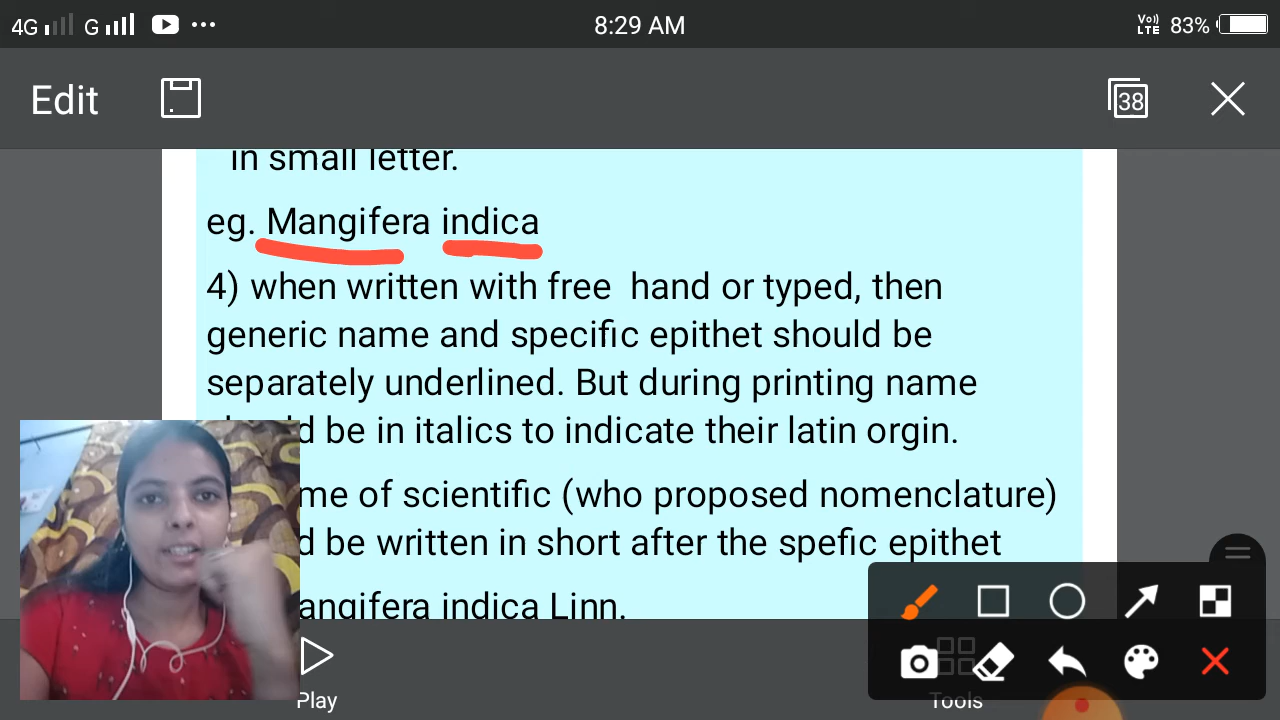 4G G 8:29 AM Vo)) LTE 83%
Edit 38
in small letter.
eg. Mangifera indica
4) when written with free hand or typed, then
generic name and specific epithet should be
separately underlined. But during printing name
be in italics to indicate their latin orgin.
of scientific (who proposed nomenclature)
be written in short after the spefic epithet
indica Linn.
Play Tools